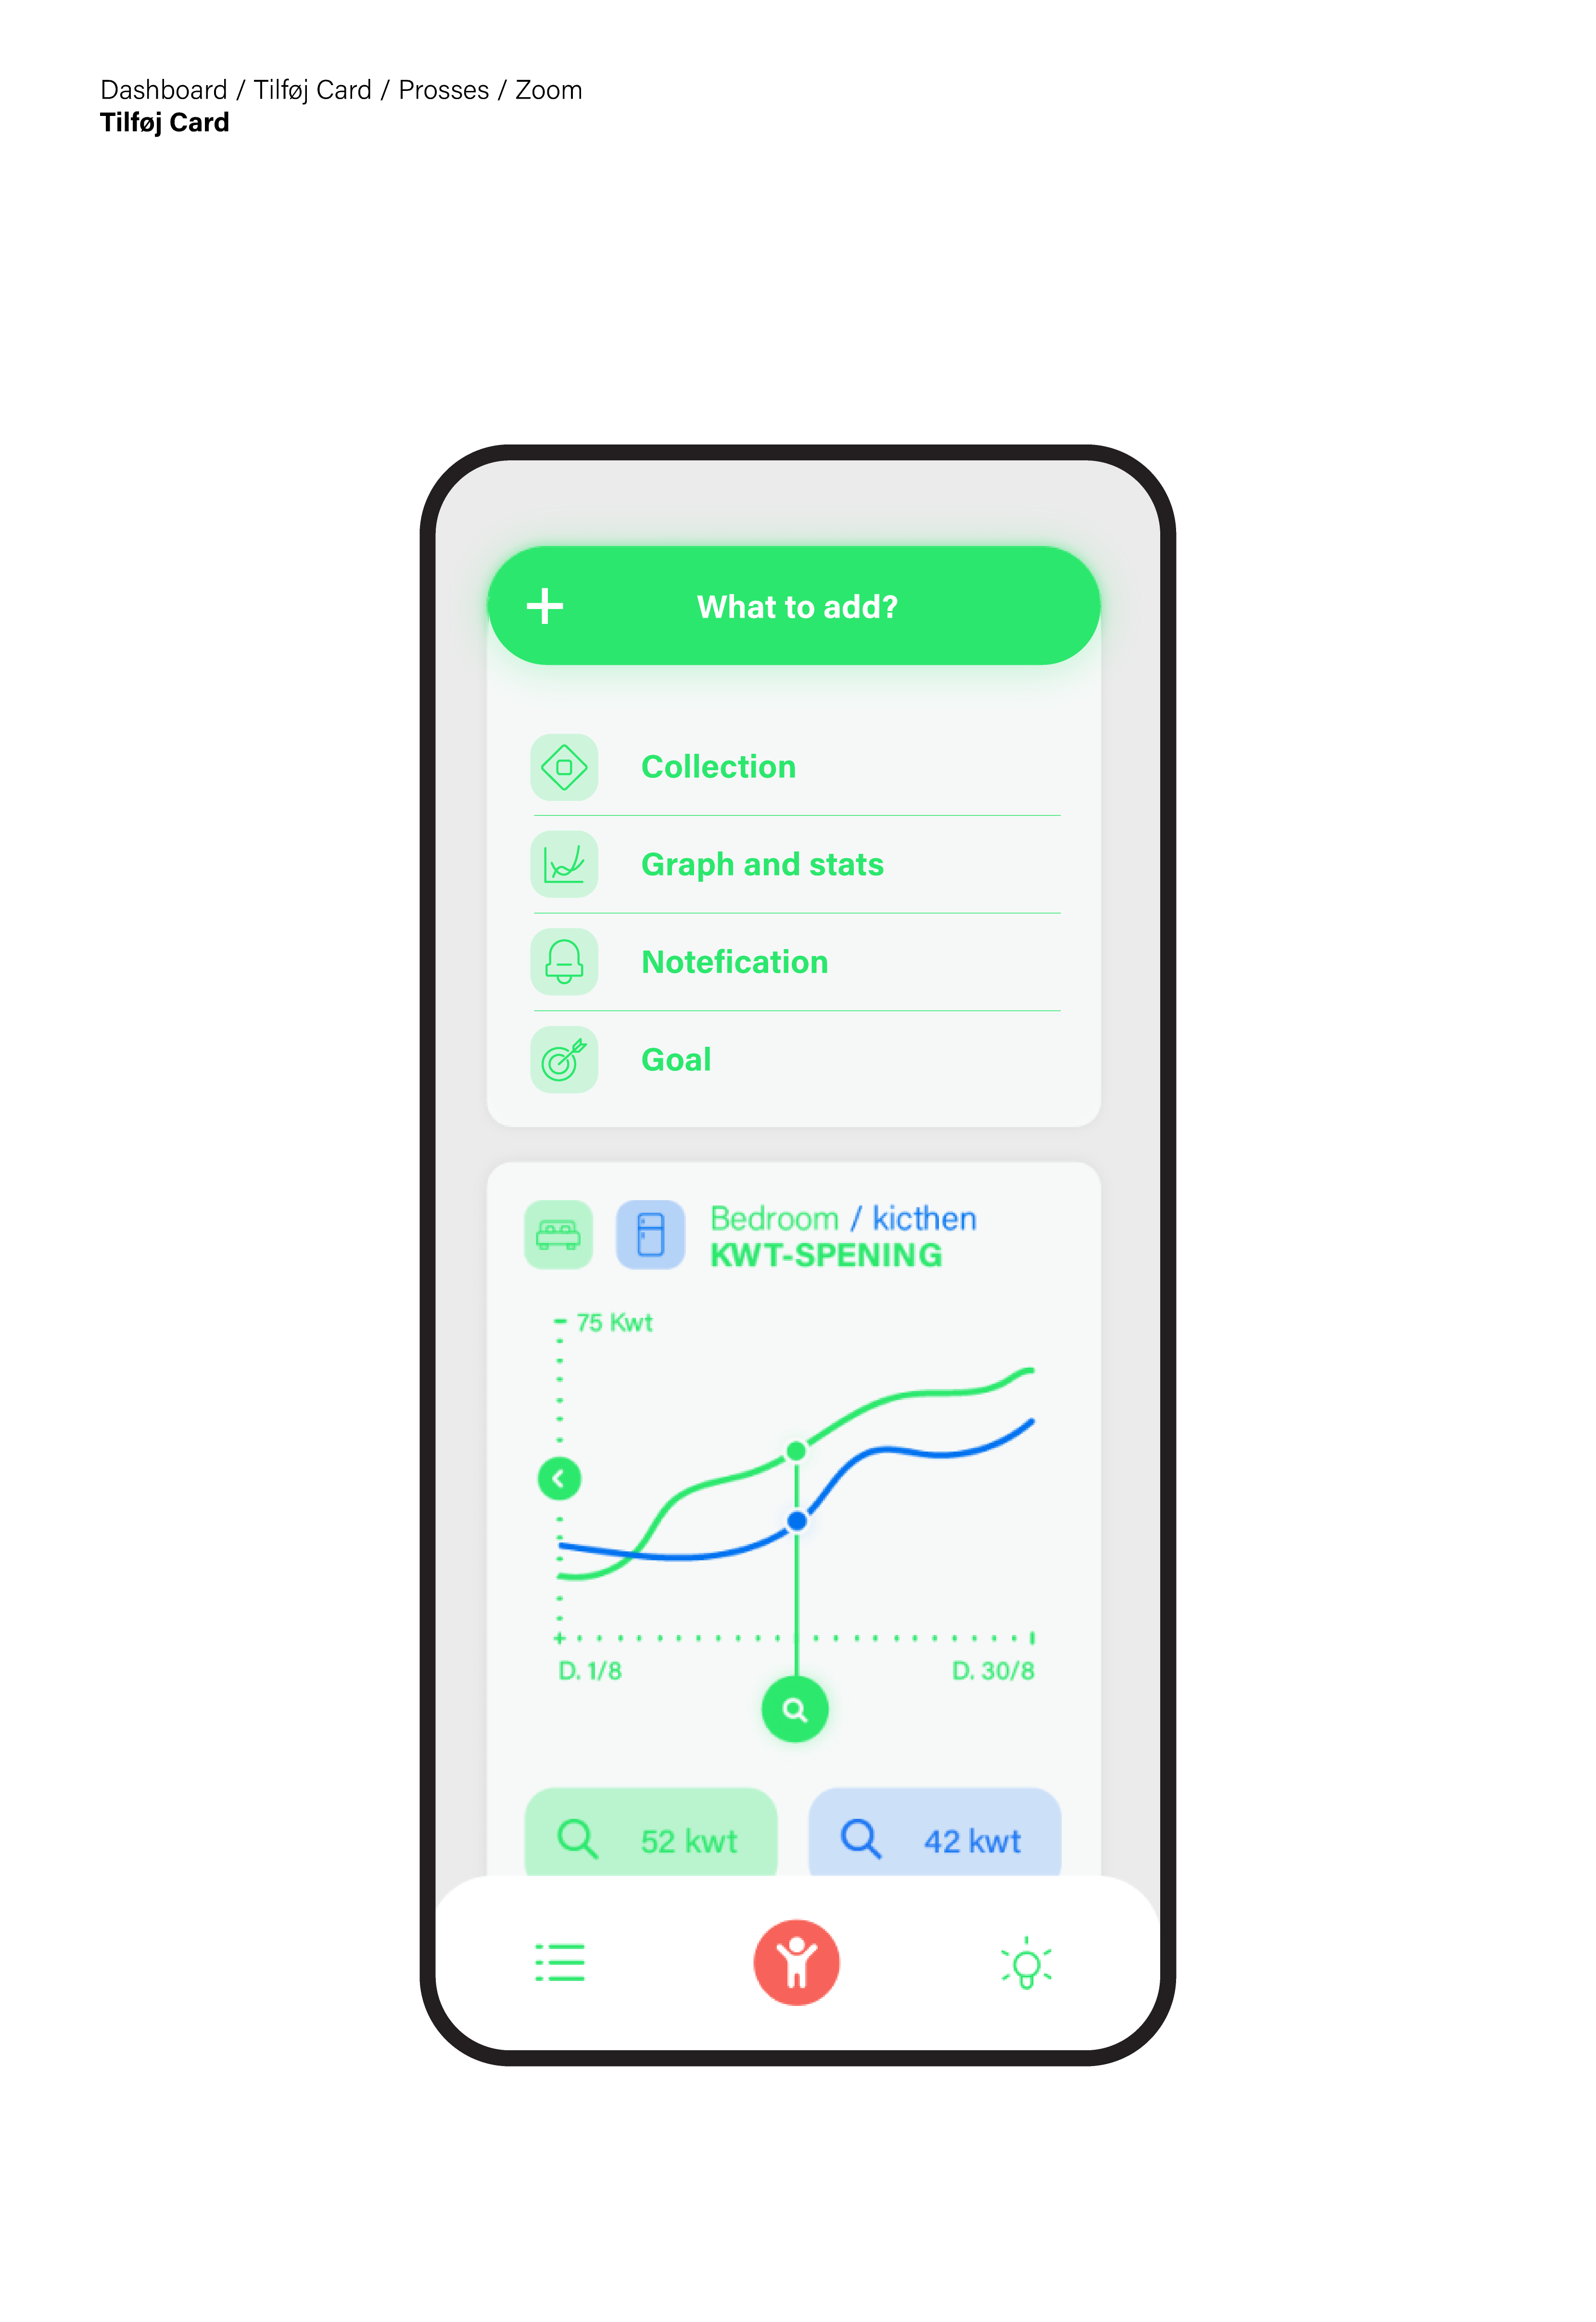 Dashboard / Tilføj Card / Prosses / Zoom
Tilføj Card
What to add?
Collection
Graph and stats
Notefication
Goal
Bedroom / kicthen
KWT-SPENING
75 Kwt
D. 1/8
D. 30/8
52 kwt
42 kwt